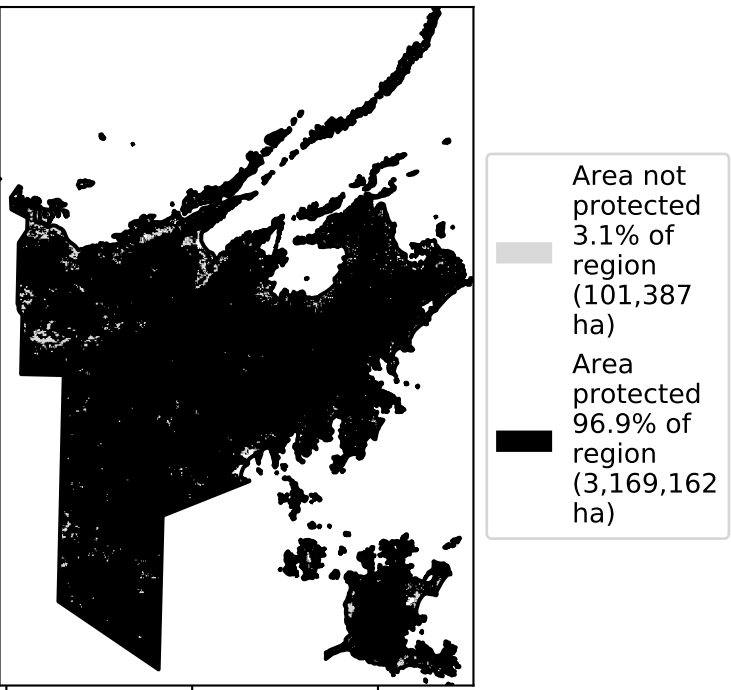 Area not
protected
3.1% of
region
(101,387
ha)
Area
protected
96.9% of
region
(3,169,162
ha)